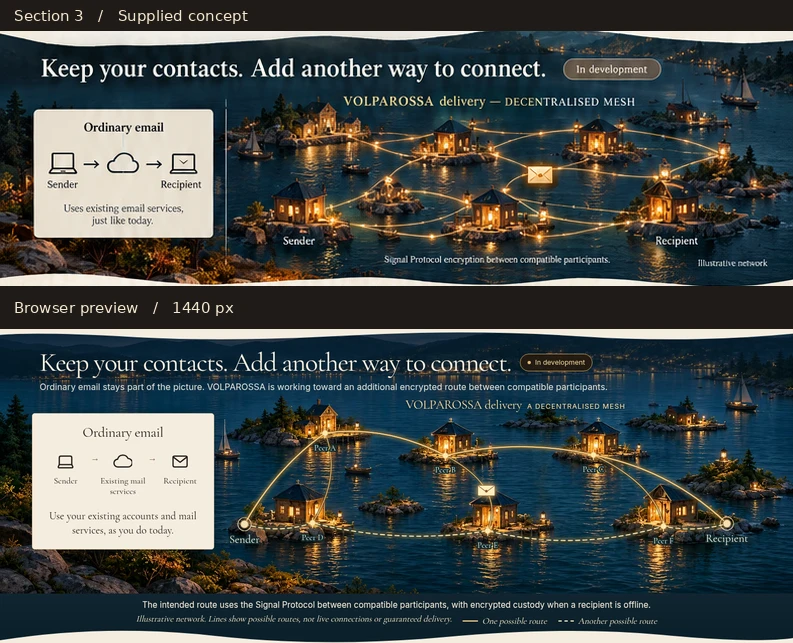 Section 3 / Supplied concept
Keep your contacts. Add another way to connect.
In development
VOLPAROSSA delivery — DECENTRALISED MESH
Ordinary email
Sender
Recipient
Uses existing email services,
just like today.
Sender
Recipient
Signal Protocol encryption between compatible participants.
Illustrative network
Browser preview / 1440 px
Keep your contacts. Add another way to connect.
In development
Ordinary email stays part of the picture. VOLPAROSSA is working toward an additional encrypted route between compatible participants.
VOLPAROSSA delivery A DECENTRALISED MESH
Ordinary email
Sender
Existing mail
services
Recipient
Use your existing accounts and mail
services, as you do today.
Peer A
Peer B
Peer C
Sender
Peer D
Peer E
Peer F
Recipient
The intended route uses the Signal Protocol between compatible participants, with encrypted custody when a recipient is offline.
Illustrative network. Lines show possible routes, not live connections or guaranteed delivery.
One possible route
Another possible route